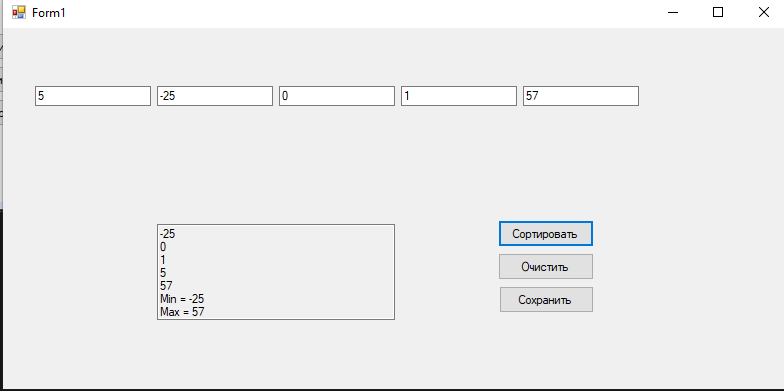 Form1
5 -25 0 1 57
-25
0
1
5
57
Min = -25
Max = 57
Сортировать
Очистить
Сохранить